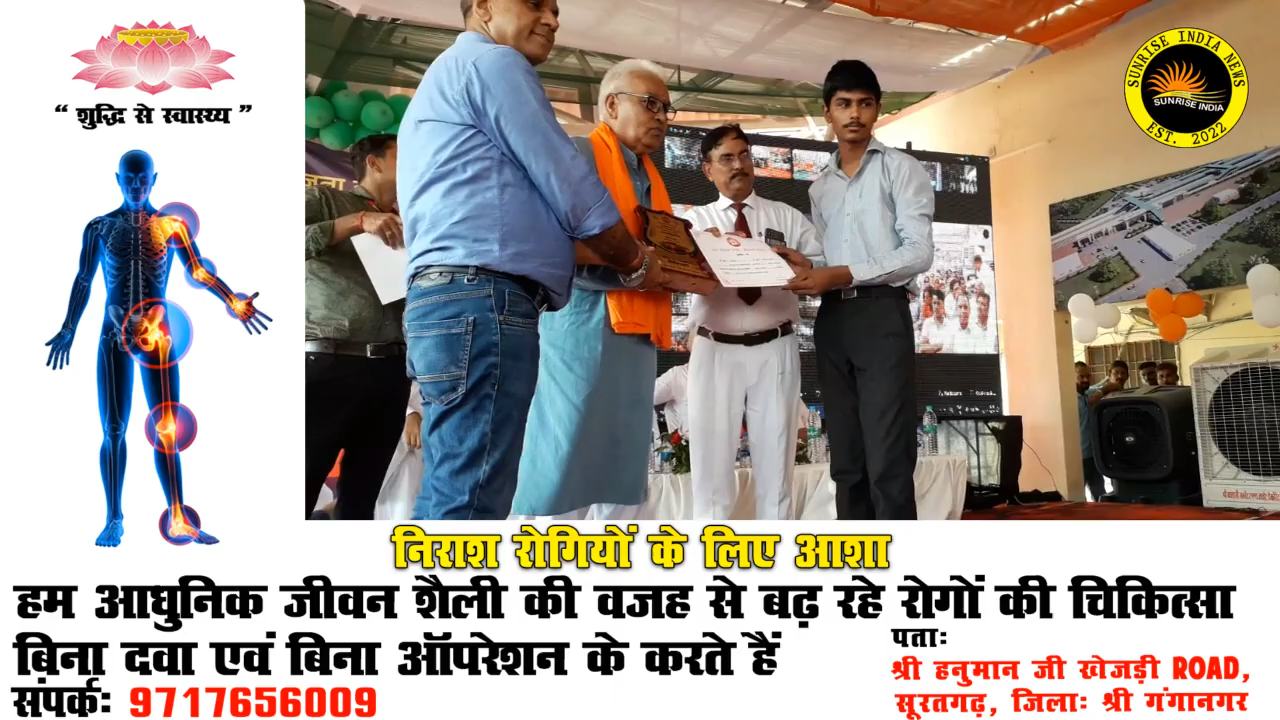 “ शुद्धि से स्वास्थ्य ”
SUNRISE INDIA NEWS
SUNRISE INDIA
EST. 2022
निराश रोगियों के लिए आशा
हम आधुनिक जीवन शैली की वजह से बढ़ रहे रोगों की चिकित्सा
बिना दवा एवं बिना ऑपरेशन के करते हैं
संपर्कः 9717656009
पताः
श्री हनुमान जी खेजड़ी ROAD,
सूरतगढ़, जिलाः श्री गंगानगर